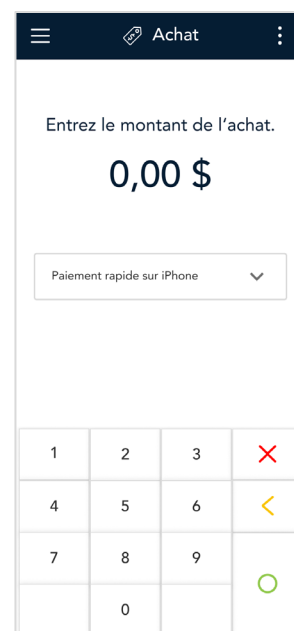 Achat
Entrez le montant de l’achat.
0,00 $
Paiement rapide sur iPhone
1 2 3
4 5 6
7 8 9
0